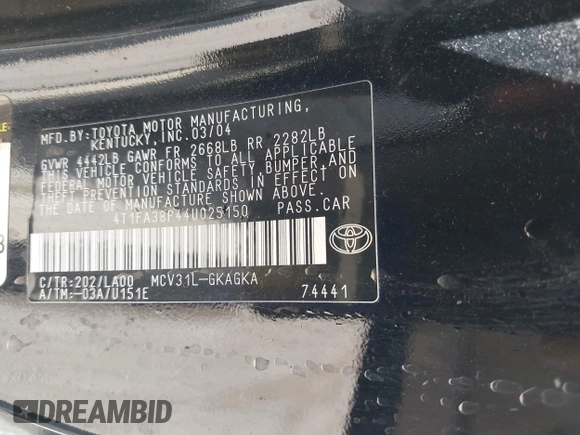 MFD.BY:TOYOTA MOTOR MANUFACTURING,
KENTUCKY, INC.03/04
GVWR 4442LB GAWR FR 2668LB RR 2282LB
THIS VEHICLE CONFORMS TO ALL APPLICABLE
FEDERAL MOTOR VEHICLE SAFETY, BUMPER, AND
THEFT PREVENTION STANDARDS IN EFFECT ON
THE DATE OF MANUFACTURE SHOWN ABOVE.
4T1FA38P44U025150 PASS.CAR
C/TR:202/LA00 MCV31L-GKAGKA
A/TM:-03A/U151E 74441
DREAMBID